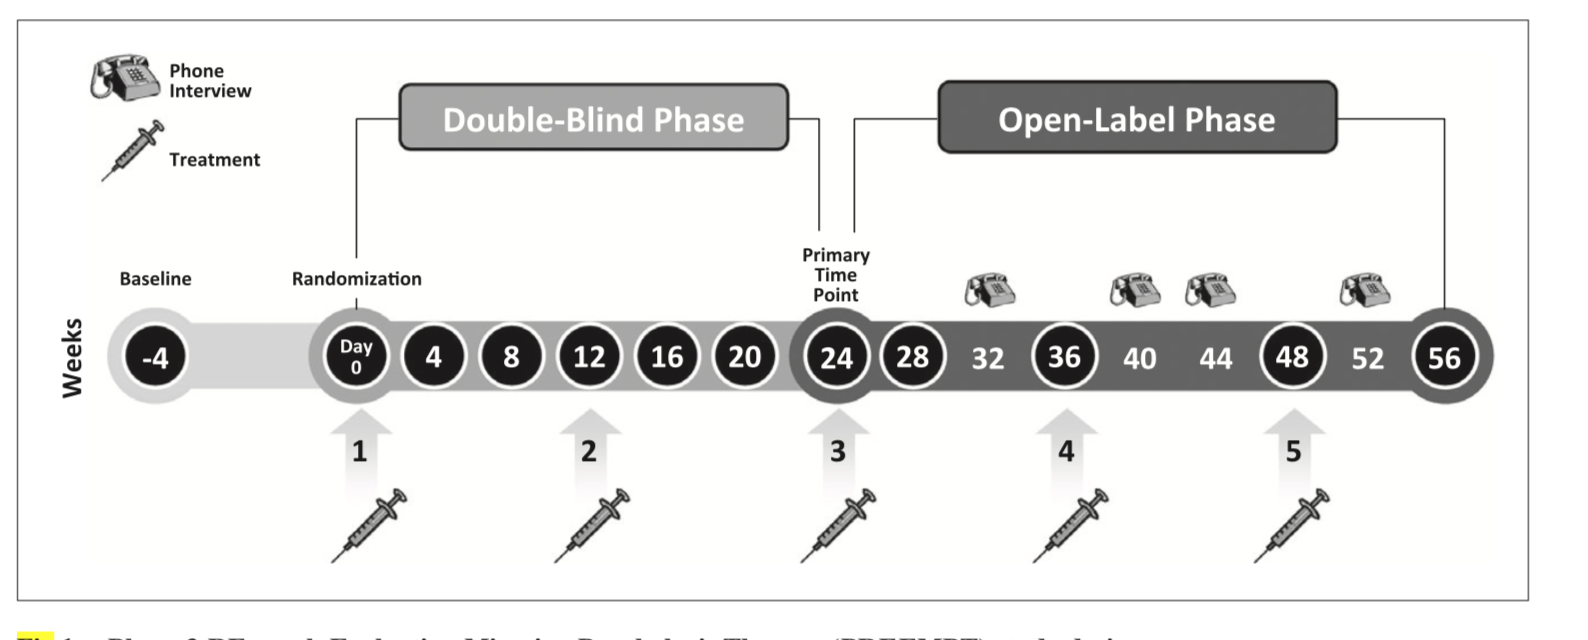 Phone
Interview
Treatment
Double-Blind Phase
Open-Label Phase
Baseline
Randomization
Primary
Time
Point
Weeks
-4
Day
0
4
8
12
16
20
24
28
32
36
40
44
48
52
56
1
2
3
4
5